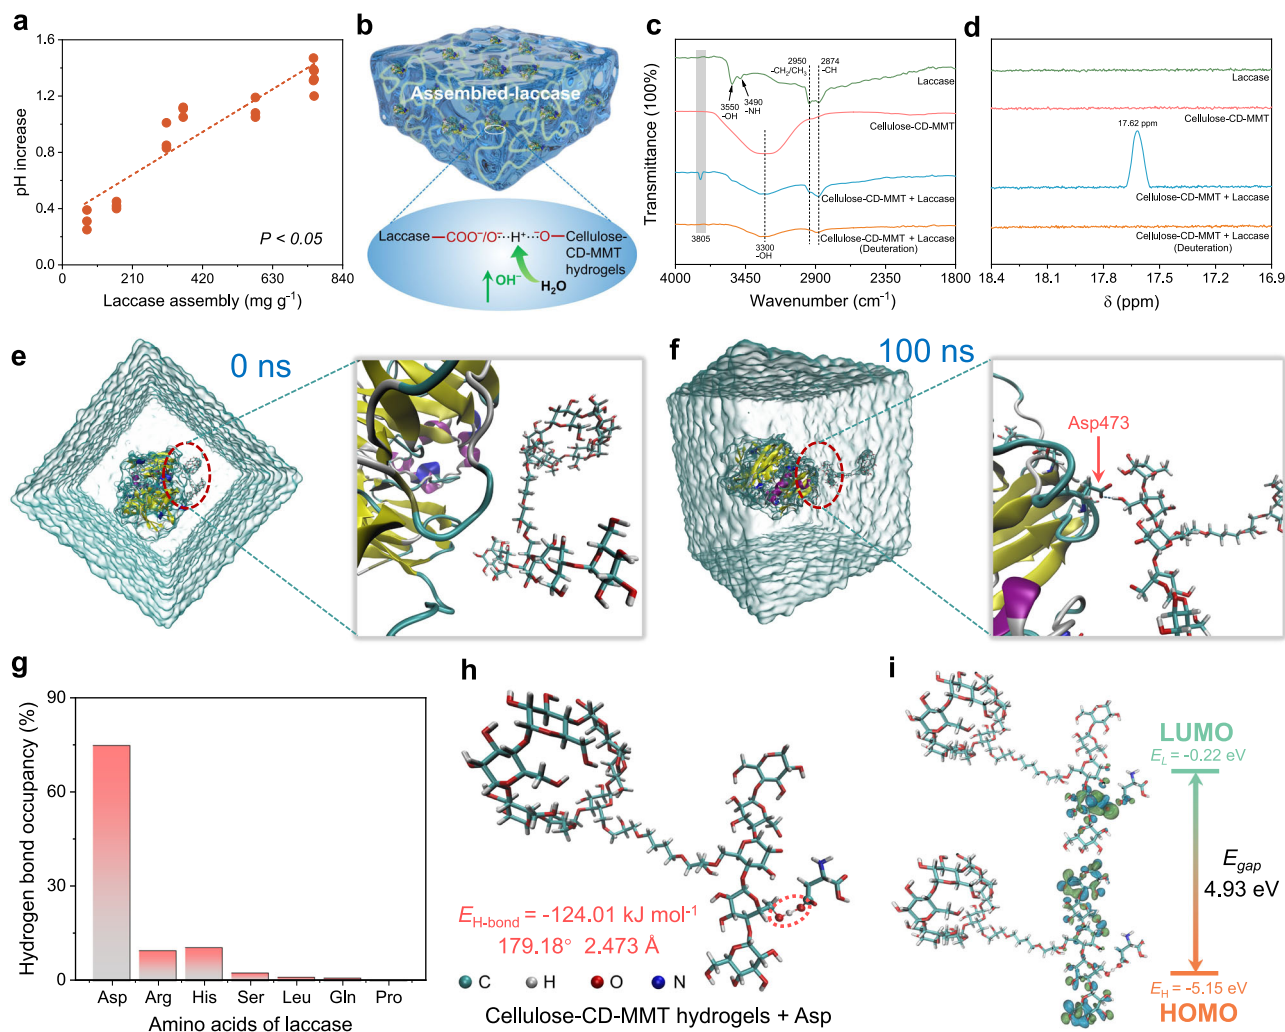 a
1.6
1.2
0.8
0.4
0.0
pH increase
P < 0.05
0
210
420
630
840
Laccase assembly (mg g⁻¹)
b
Assembled-laccase
Laccase
COO⁻/O⁻···H⁺···⁻O
Cellulose-
CD-MMT
hydrogels
OH⁻
H₂O
c
Transmittance (100%)
2950
-CH₂/CH₃
2874
-CH
Laccase
3550
-OH
3490
-NH
Cellulose-CD-MMT
Cellulose-CD-MMT + Laccase
Cellulose-CD-MMT + Laccase
(Deuteration)
3805
3300
-OH
4000
3450
2900
2350
1800
Wavenumber (cm⁻¹)
d
Laccase
Cellulose-CD-MMT
17.62 ppm
Cellulose-CD-MMT + Laccase
Cellulose-CD-MMT + Laccase
(Deuteration)
18.4
18.1
17.8
17.5
17.2
16.9
δ (ppm)
e
0 ns
f
100 ns
Asp473
g
90
60
30
0
Hydrogen bond occupancy (%)
Asp
Arg
His
Ser
Leu
Gln
Pro
Amino acids of laccase
h
E_H-bond = -124.01 kJ mol⁻¹
179.18° 2.473 Å
C
H
O
N
Cellulose-CD-MMT hydrogels + Asp
i
LUMO
E_L = -0.22 eV
E_gap
4.93 eV
E_H = -5.15 eV
HOMO